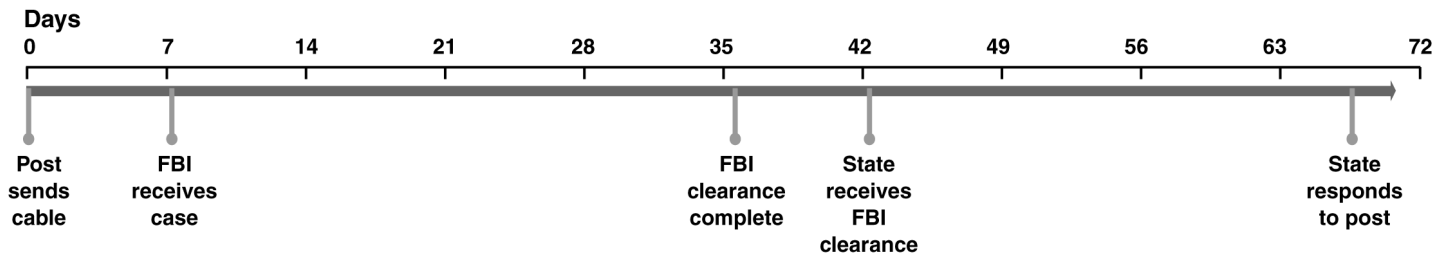 Days
0 7 14 21 28 35 42 49 56 63 72
Post
sends
cable
FBI
receives
case
FBI
clearance
complete
State
receives
FBI
clearance
State
responds
to post